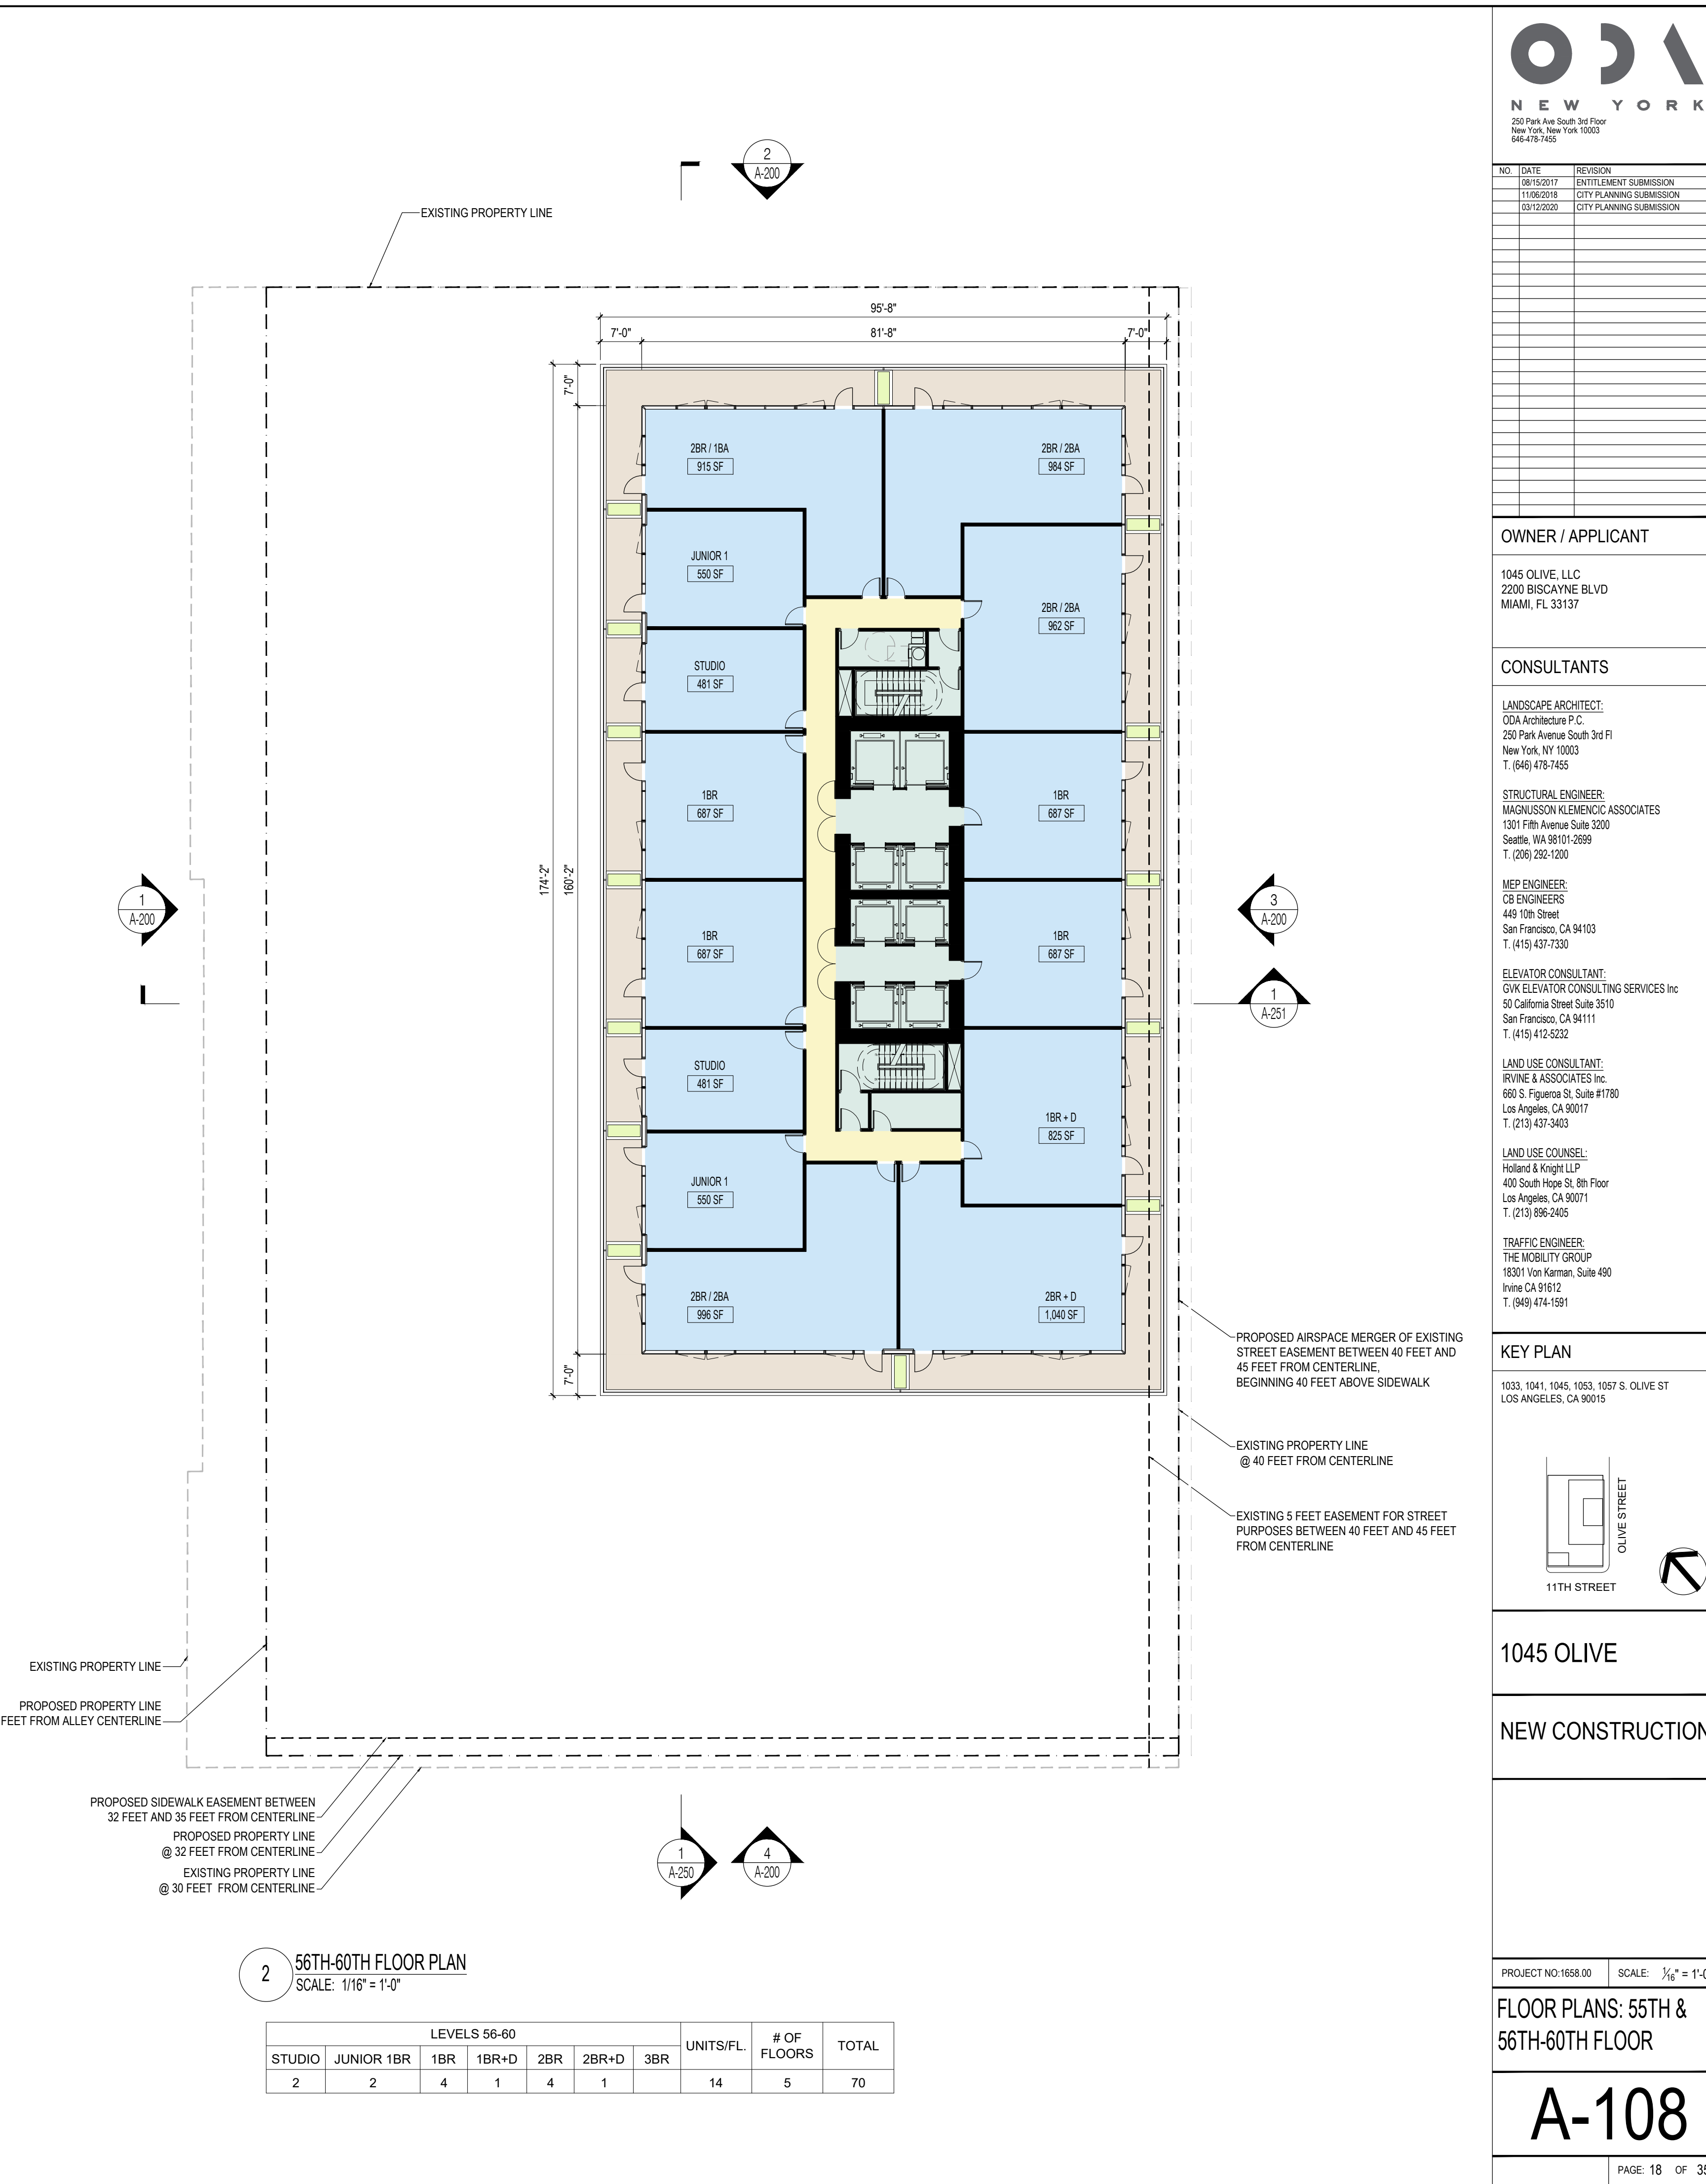 ODA
NEW YORK
250 Park Ave South 3rd Floor
New York, New York 10003
646-478-7455
NO. DATE REVISION
08/15/2017 ENTITLEMENT SUBMISSION
11/06/2018 CITY PLANNING SUBMISSION
03/12/2020 CITY PLANNING SUBMISSION
OWNER / APPLICANT
1045 OLIVE, LLC
2200 BISCAYNE BLVD
MIAMI, FL 33137
CONSULTANTS
LANDSCAPE ARCHITECT:
ODA Architecture P.C.
250 Park Avenue South 3rd Fl
New York, NY 10003
T. (646) 478-7455
STRUCTURAL ENGINEER:
MAGNUSSON KLEMENCIC ASSOCIATES
1301 Fifth Avenue Suite 3200
Seattle, WA 98101-2699
T. (206) 292-1200
MEP ENGINEER:
CB ENGINEERS
449 10th Street
San Francisco, CA 94103
T. (415) 437-7330
ELEVATOR CONSULTANT:
GVK ELEVATOR CONSULTING SERVICES Inc
50 California Street Suite 3510
San Francisco, CA 94111
T. (415) 412-5232
LAND USE CONSULTANT:
IRVINE & ASSOCIATES Inc.
660 S. Figueroa St, Suite #1780
Los Angeles, CA 90017
T. (213) 437-3403
LAND USE COUNSEL:
Holland & Knight LLP
400 South Hope St, 8th Floor
Los Angeles, CA 90071
T. (213) 896-2405
TRAFFIC ENGINEER:
THE MOBILITY GROUP
18301 Von Karman, Suite 490
Irvine CA 91612
T. (949) 474-1591
KEY PLAN
1033, 1041, 1045, 1053, 1057 S. OLIVE ST
LOS ANGELES, CA 90015
OLIVE STREET
11TH STREET
1045 OLIVE
NEW CONSTRUCTION
PROJECT NO:1658.00 SCALE: 1/16" = 1'-0
FLOOR PLANS: 55TH &
56TH-60TH FLOOR
A-108
PAGE: 18 OF 35
2
A-200
EXISTING PROPERTY LINE
95'-8"
7'-0" 81'-8" 7'-0"
7'-0"
174'-2"
160'-2"
7'-0"
2BR / 1BA
915 SF
2BR / 2BA
984 SF
JUNIOR 1
550 SF
2BR / 2BA
962 SF
STUDIO
481 SF
1BR
687 SF
1BR
687 SF
1BR
687 SF
1BR
687 SF
STUDIO
481 SF
1BR + D
825 SF
JUNIOR 1
550 SF
2BR / 2BA
996 SF
2BR + D
1,040 SF
1
A-200
3
A-200
1
A-251
PROPOSED AIRSPACE MERGER OF EXISTING
STREET EASEMENT BETWEEN 40 FEET AND
45 FEET FROM CENTERLINE,
BEGINNING 40 FEET ABOVE SIDEWALK
EXISTING PROPERTY LINE
@ 40 FEET FROM CENTERLINE
EXISTING 5 FEET EASEMENT FOR STREET
PURPOSES BETWEEN 40 FEET AND 45 FEET
FROM CENTERLINE
EXISTING PROPERTY LINE
PROPOSED PROPERTY LINE
FEET FROM ALLEY CENTERLINE
PROPOSED SIDEWALK EASEMENT BETWEEN
32 FEET AND 35 FEET FROM CENTERLINE
PROPOSED PROPERTY LINE
@ 32 FEET FROM CENTERLINE
EXISTING PROPERTY LINE
@ 30 FEET FROM CENTERLINE
1
A-250
4
A-200
2
56TH-60TH FLOOR PLAN
SCALE: 1/16" = 1'-0"
LEVELS 56-60 UNITS/FL. # OF FLOORS TOTAL
STUDIO JUNIOR 1BR 1BR 1BR+D 2BR 2BR+D 3BR
2 2 4 1 4 1 14 5 70